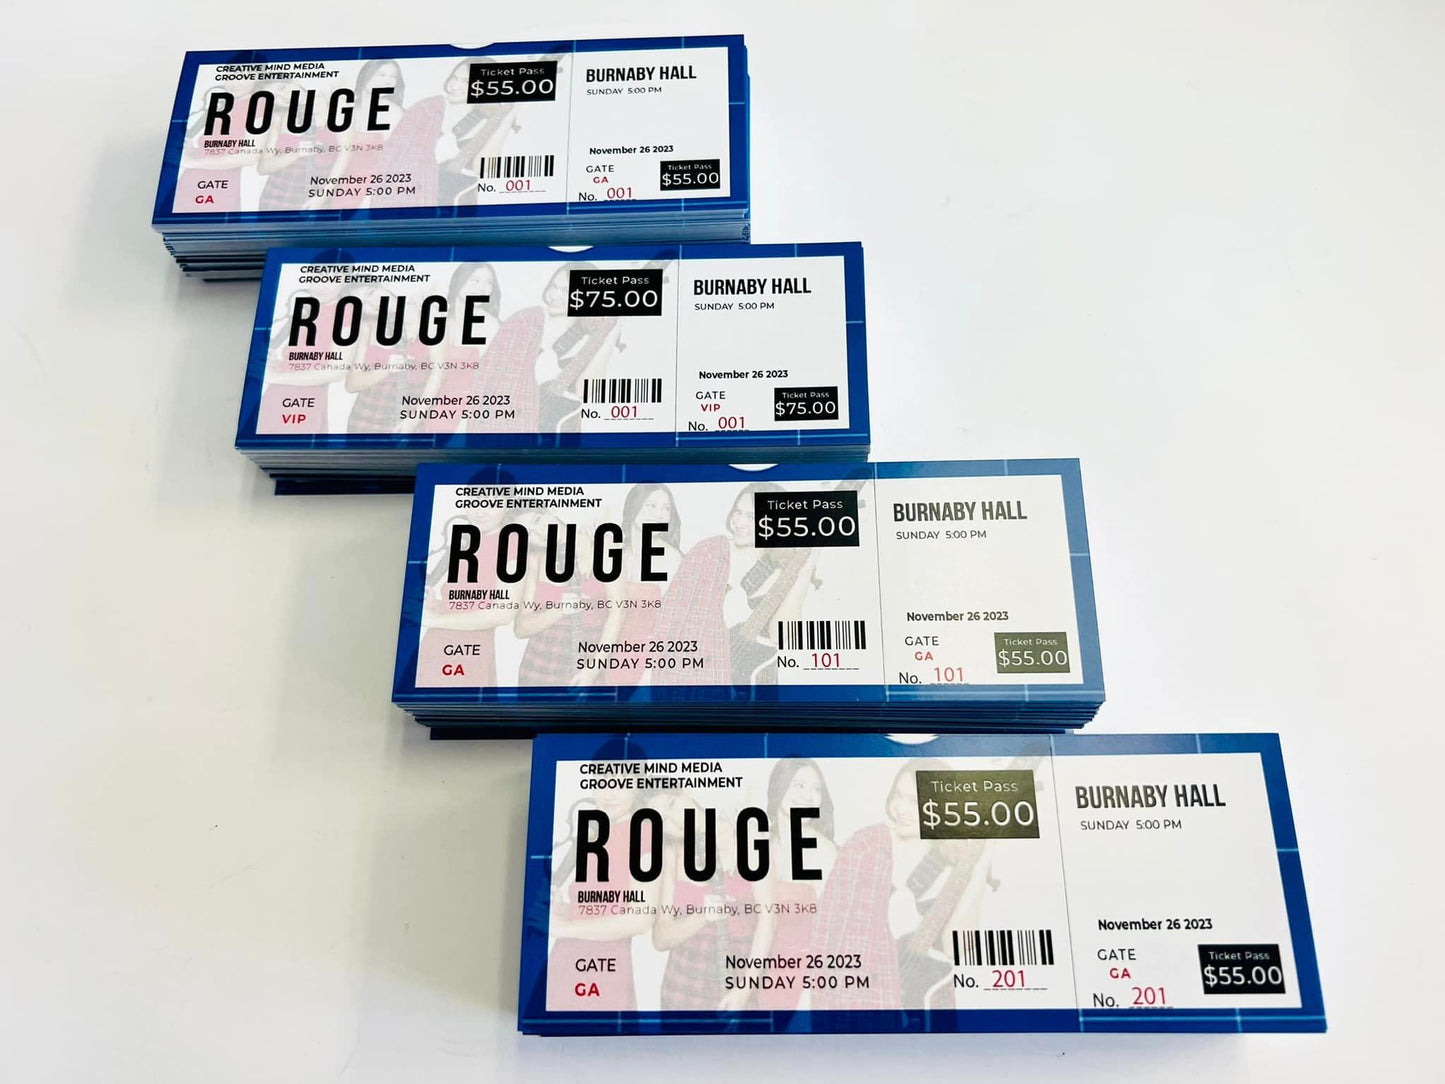 CREATIVE MIND MEDIA
GROOVE ENTERTAINMENT
ROUGE
BURNABY HALL
7837 Canada Wy, Burnaby, BC V3N 3K8
GATE
GA
November 26 2023
SUNDAY 5:00 PM
Ticket Pass
$55.00
No. 001
BURNABY HALL
SUNDAY 5:00 PM
November 26 2023
GATE
GA
No. 001
Ticket Pass
$55.00
CREATIVE MIND MEDIA
GROOVE ENTERTAINMENT
ROUGE
BURNABY HALL
7837 Canada Wy, Burnaby, BC V3N 3K8
GATE
VIP
November 26 2023
SUNDAY 5:00 PM
Ticket Pass
$75.00
No. 001
BURNABY HALL
SUNDAY 5:00 PM
November 26 2023
GATE
VIP
No. 001
Ticket Pass
$75.00
CREATIVE MIND MEDIA
GROOVE ENTERTAINMENT
ROUGE
BURNABY HALL
7837 Canada Wy, Burnaby, BC V3N 3K8
GATE
GA
November 26 2023
SUNDAY 5:00 PM
Ticket Pass
$55.00
No. 101
BURNABY HALL
SUNDAY 5:00 PM
November 26 2023
GATE
GA
No. 101
Ticket Pass
$55.00
CREATIVE MIND MEDIA
GROOVE ENTERTAINMENT
ROUGE
BURNABY HALL
7837 Canada Wy, Burnaby, BC V3N 3K8
GATE
GA
November 26 2023
SUNDAY 5:00 PM
Ticket Pass
$55.00
No. 201
BURNABY HALL
SUNDAY 5:00 PM
November 26 2023
GATE
GA
No. 201
Ticket Pass
$55.00